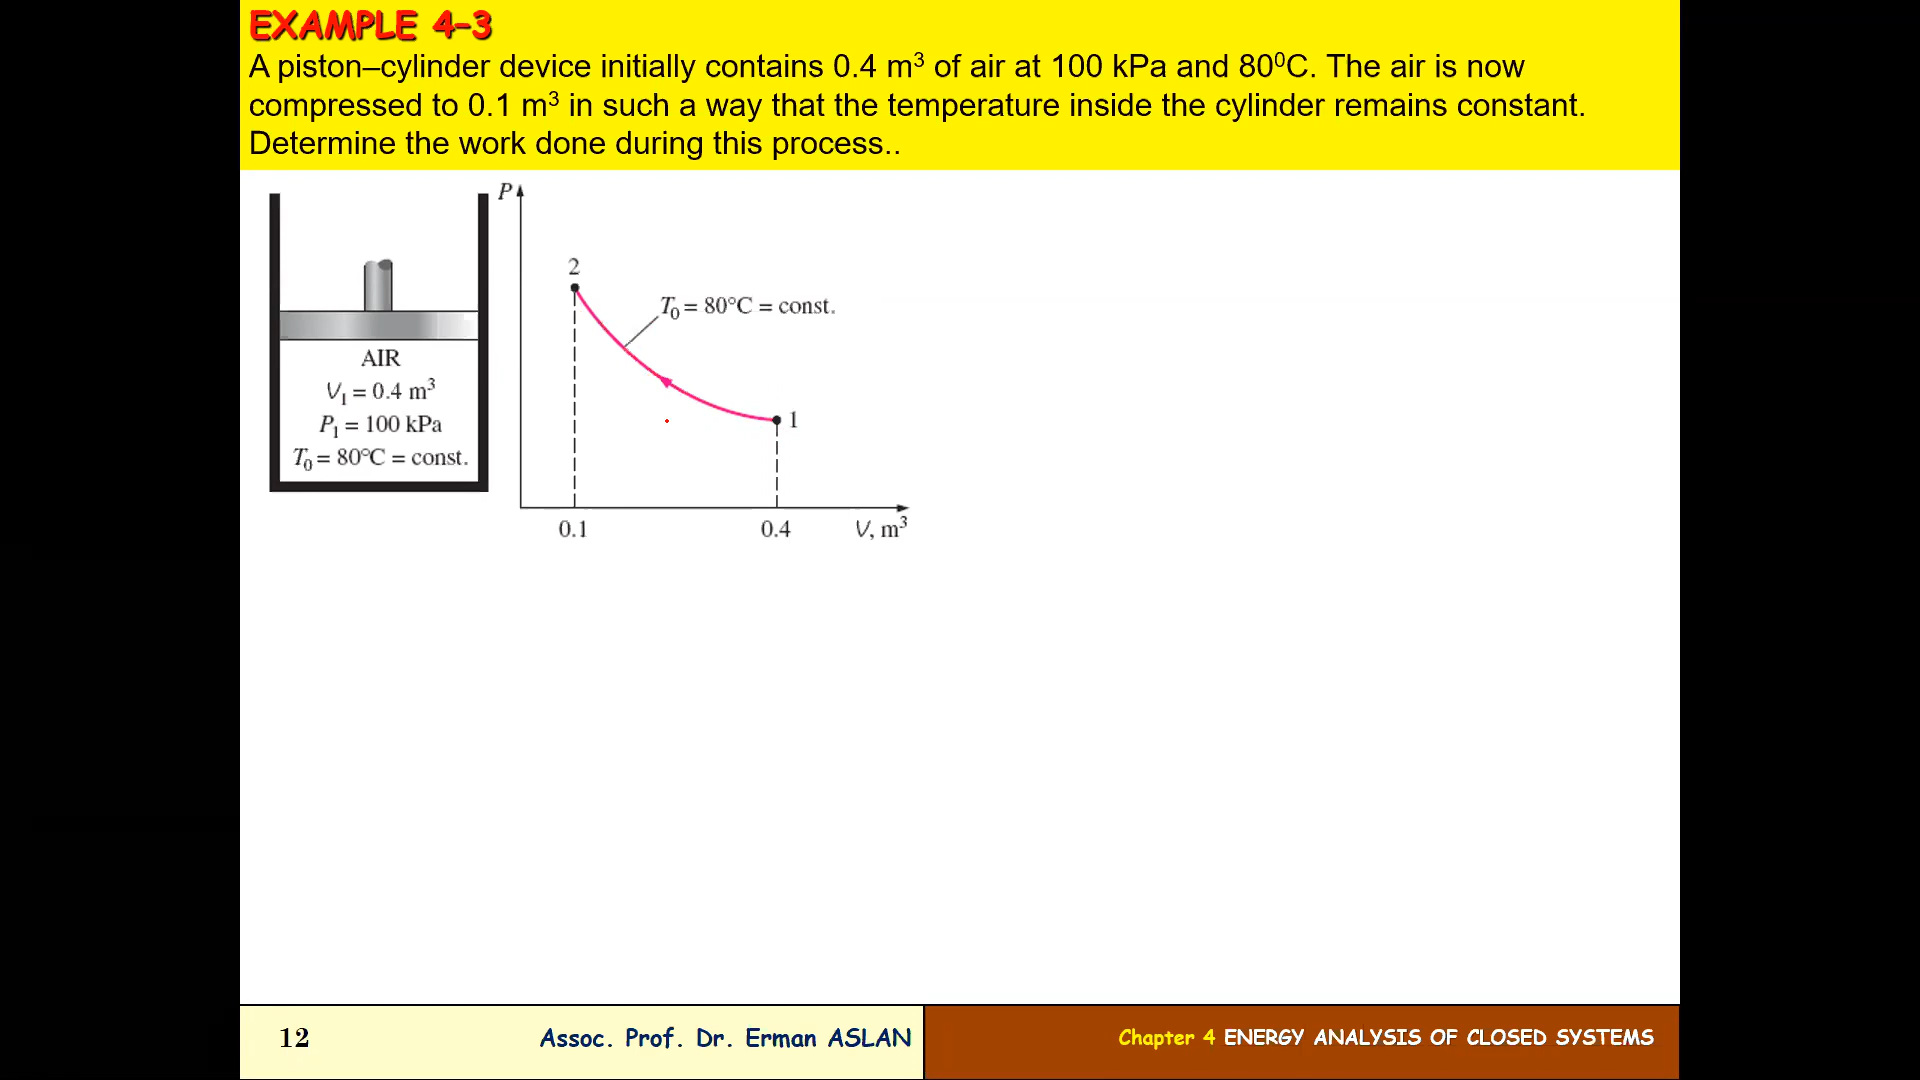 EXAMPLE 4–3
A piston–cylinder device initially contains 0.4 m³ of air at 100 kPa and 80⁰C. The air is now
compressed to 0.1 m³ in such a way that the temperature inside the cylinder remains constant.
Determine the work done during this process..
P
2
T₀ = 80°C = const.
AIR
V₁ = 0.4 m³
P₁ = 100 kPa
T₀ = 80°C = const.
1
0.1
0.4
V, m³
12
Assoc. Prof. Dr. Erman ASLAN
Chapter 4 ENERGY ANALYSIS OF CLOSED SYSTEMS